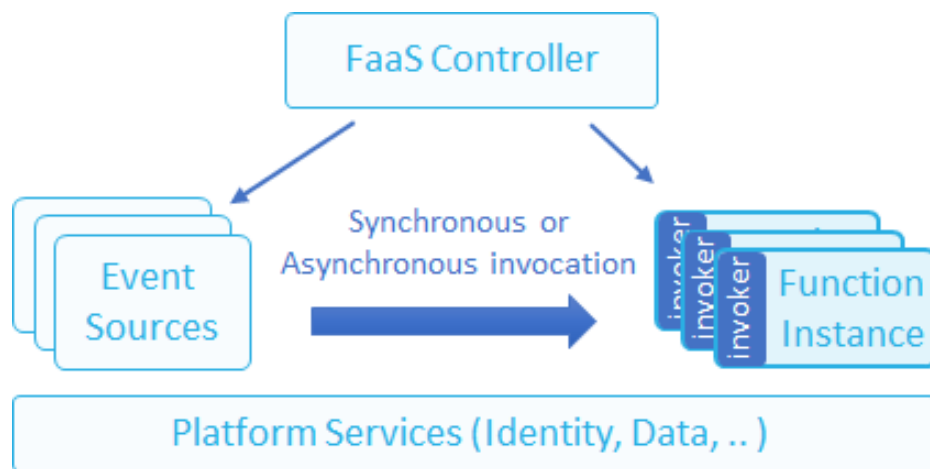 FaaS Controller
Synchronous or
Asynchronous invocation
Event
Sources
invoker
invoker
invoker
Function
Instance
Platform Services (Identity, Data, .. )